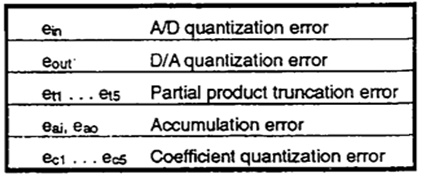 ein A/D quantization error
eout D/A quantization error
et1 . . . et5 Partial product truncation error
eai, eao Accumulation error
ec1 . . . ec5 Coefficient quantization error